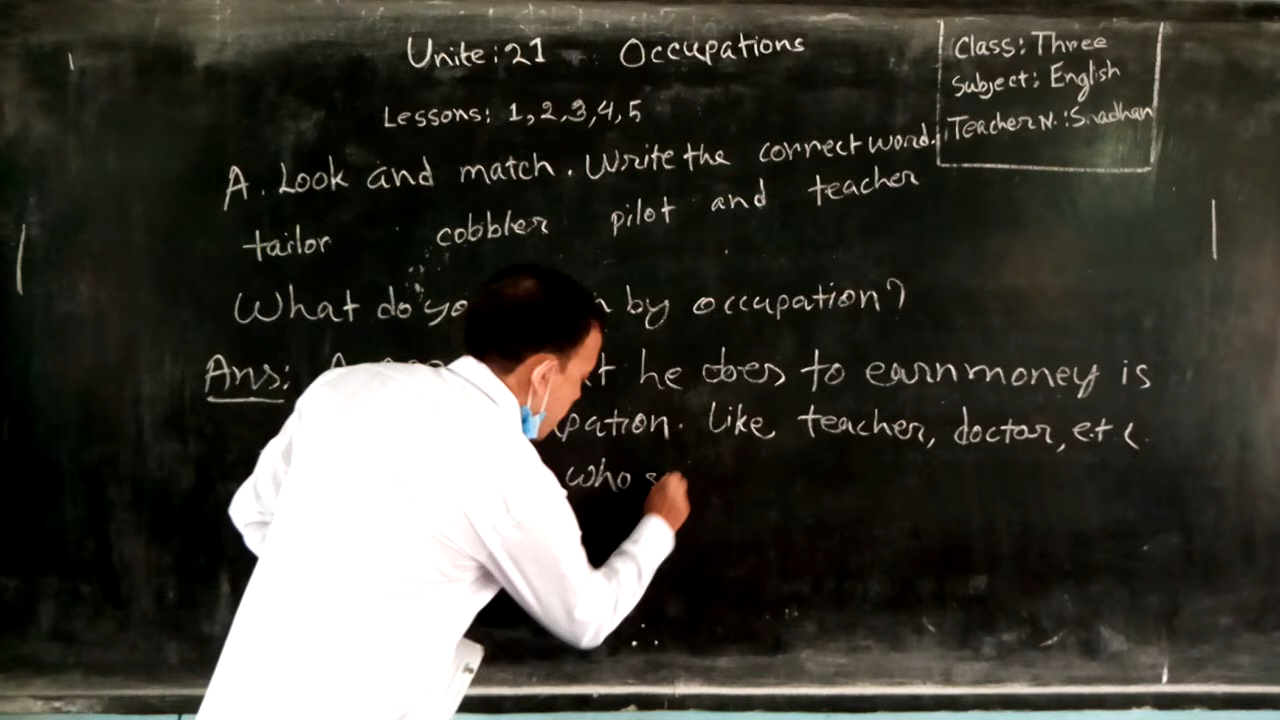 Unite: 21 Occupations
Class: Three
Subject: English
Teacher N.: S.
Lessons: 1, 2, 3, 4, 5
A. Look and match. Write the correct word.
tailor cobbler pilot and teacher
What do by occupation?
Ans: he does to earn money is
pation. Like teacher, doctor, etc.
who